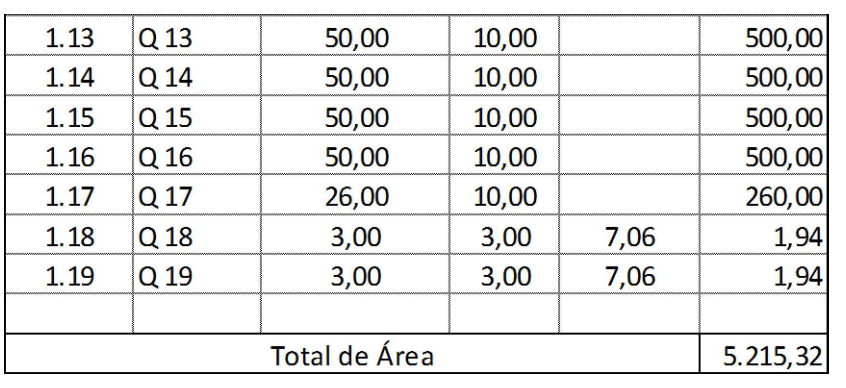 1.13 Q 13 50,00 10,00 500,00
1.14 Q 14 50,00 10,00 500,00
1.15 Q 15 50,00 10,00 500,00
1.16 Q 16 50,00 10,00 500,00
1.17 Q 17 26,00 10,00 260,00
1.18 Q 18 3,00 3,00 7,06 1,94
1.19 Q 19 3,00 3,00 7,06 1,94
Total de Área 5.215,32